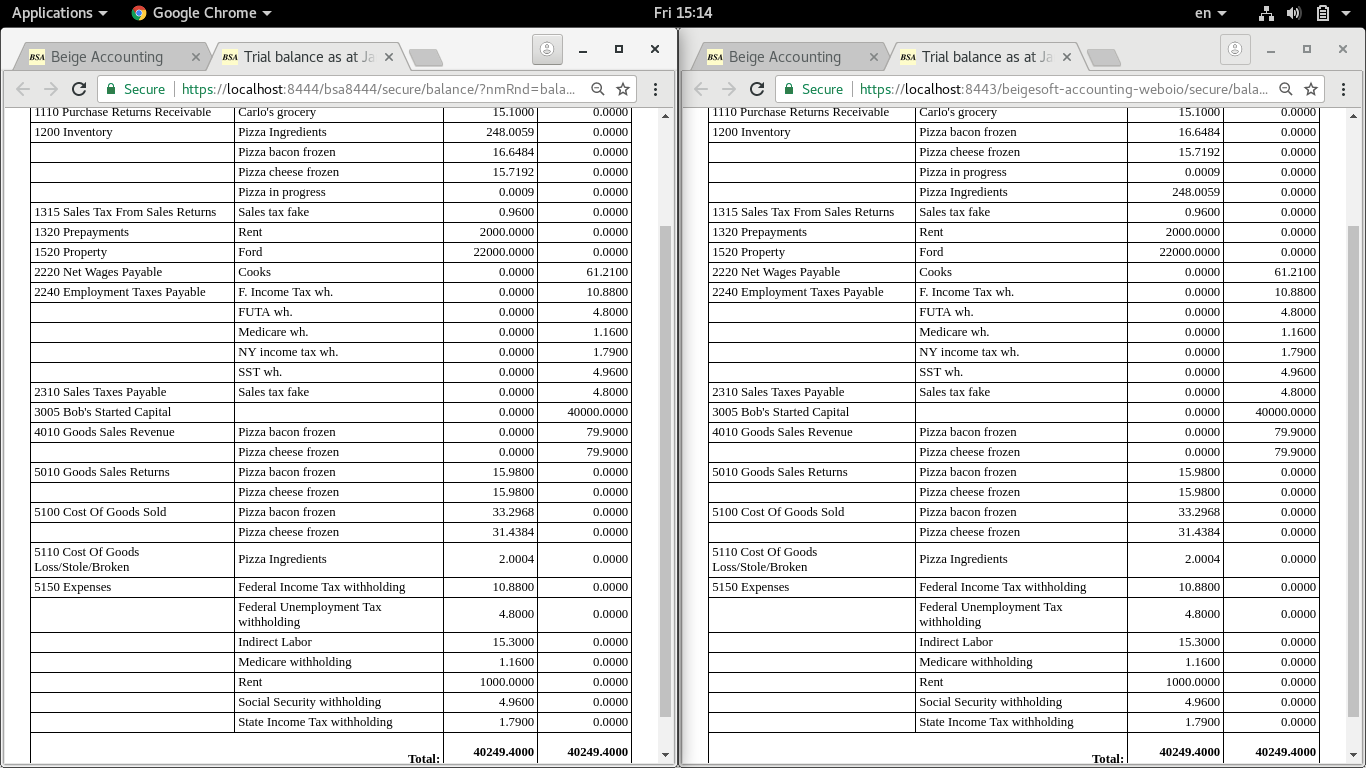 Applications Google Chrome Fri 15:14 en
BSA Beige Accounting BSA Trial balance as at Ja
Secure https://localhost:8444/bsa8444/secure/balance/?nmRnd=bala...
1110 Purchase Returns Receivable Carlo's grocery 15.1000 0.0000
1200 Inventory Pizza Ingredients 248.0059 0.0000
Pizza bacon frozen 16.6484 0.0000
Pizza cheese frozen 15.7192 0.0000
Pizza in progress 0.0009 0.0000
1315 Sales Tax From Sales Returns Sales tax fake 0.9600 0.0000
1320 Prepayments Rent 2000.0000 0.0000
1520 Property Ford 22000.0000 0.0000
2220 Net Wages Payable Cooks 0.0000 61.2100
2240 Employment Taxes Payable F. Income Tax wh. 0.0000 10.8800
FUTA wh. 0.0000 4.8000
Medicare wh. 0.0000 1.1600
NY income tax wh. 0.0000 1.7900
SST wh. 0.0000 4.9600
2310 Sales Taxes Payable Sales tax fake 0.0000 4.8000
3005 Bob's Started Capital 0.0000 40000.0000
4010 Goods Sales Revenue Pizza bacon frozen 0.0000 79.9000
Pizza cheese frozen 0.0000 79.9000
5010 Goods Sales Returns Pizza bacon frozen 15.9800 0.0000
Pizza cheese frozen 15.9800 0.0000
5100 Cost Of Goods Sold Pizza bacon frozen 33.2968 0.0000
Pizza cheese frozen 31.4384 0.0000
5110 Cost Of Goods
Loss/Stole/Broken Pizza Ingredients 2.0004 0.0000
5150 Expenses Federal Income Tax withholding 10.8800 0.0000
Federal Unemployment Tax
withholding 4.8000 0.0000
Indirect Labor 15.3000 0.0000
Medicare withholding 1.1600 0.0000
Rent 1000.0000 0.0000
Social Security withholding 4.9600 0.0000
State Income Tax withholding 1.7900 0.0000
Total: 40249.4000 40249.4000
BSA Beige Accounting BSA Trial balance as at Ja
Secure https://localhost:8443/beigesoft-accounting-weboio/secure/bala...
1110 Purchase Returns Receivable Carlo's grocery 15.1000 0.0000
1200 Inventory Pizza bacon frozen 16.6484 0.0000
Pizza cheese frozen 15.7192 0.0000
Pizza in progress 0.0009 0.0000
Pizza Ingredients 248.0059 0.0000
1315 Sales Tax From Sales Returns Sales tax fake 0.9600 0.0000
1320 Prepayments Rent 2000.0000 0.0000
1520 Property Ford 22000.0000 0.0000
2220 Net Wages Payable Cooks 0.0000 61.2100
2240 Employment Taxes Payable F. Income Tax wh. 0.0000 10.8800
FUTA wh. 0.0000 4.8000
Medicare wh. 0.0000 1.1600
NY income tax wh. 0.0000 1.7900
SST wh. 0.0000 4.9600
2310 Sales Taxes Payable Sales tax fake 0.0000 4.8000
3005 Bob's Started Capital 0.0000 40000.0000
4010 Goods Sales Revenue Pizza bacon frozen 0.0000 79.9000
Pizza cheese frozen 0.0000 79.9000
5010 Goods Sales Returns Pizza bacon frozen 15.9800 0.0000
Pizza cheese frozen 15.9800 0.0000
5100 Cost Of Goods Sold Pizza bacon frozen 33.2968 0.0000
Pizza cheese frozen 31.4384 0.0000
5110 Cost Of Goods
Loss/Stole/Broken Pizza Ingredients 2.0004 0.0000
5150 Expenses Federal Income Tax withholding 10.8800 0.0000
Federal Unemployment Tax
withholding 4.8000 0.0000
Indirect Labor 15.3000 0.0000
Medicare withholding 1.1600 0.0000
Rent 1000.0000 0.0000
Social Security withholding 4.9600 0.0000
State Income Tax withholding 1.7900 0.0000
Total: 40249.4000 40249.4000